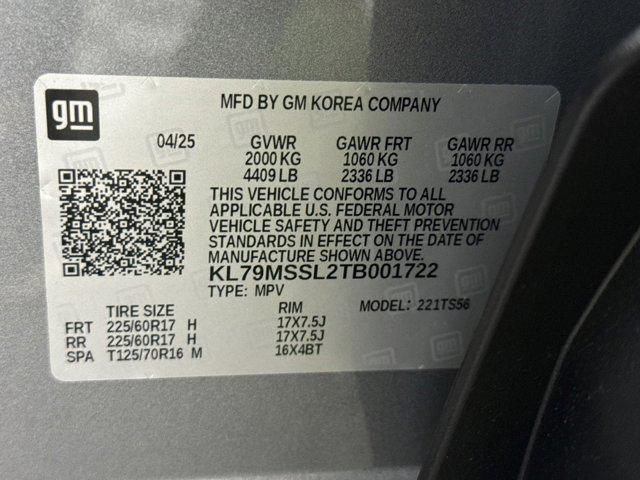 gm
MFD BY GM KOREA COMPANY
04/25 GVWR GAWR FRT GAWR RR
2000 KG 1060 KG 1060 KG
4409 LB 2336 LB 2336 LB
THIS VEHICLE CONFORMS TO ALL
APPLICABLE U.S. FEDERAL MOTOR
VEHICLE SAFETY AND THEFT PREVENTION
STANDARDS IN EFFECT ON THE DATE OF
MANUFACTURE SHOWN ABOVE.
KL79MSSL2TB001722
TYPE: MPV MODEL: 221TS56
TIRE SIZE RIM
FRT 225/60R17 H 17X7.5J
RR 225/60R17 H 17X7.5J
SPA T125/70R16 M 16X4BT